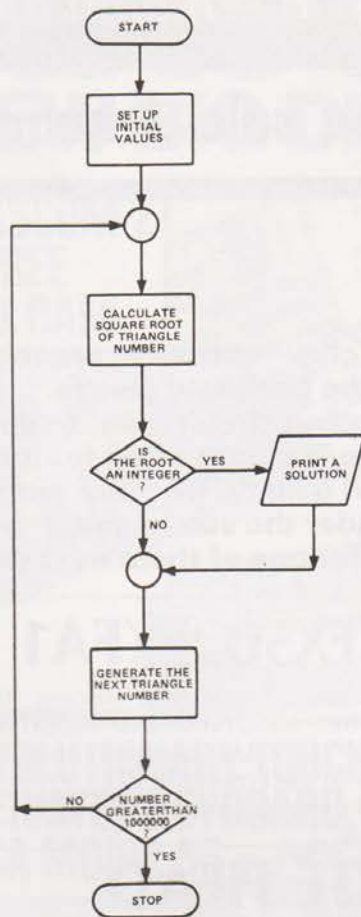 START
SET UP
INITIAL
VALUES
CALCULATE
SQUARE ROOT
OF TRIANGLE
NUMBER
IS
THE ROOT
AN INTEGER
?
YES
PRINT A
SOLUTION
NO
GENERATE THE
NEXT TRIANGLE
NUMBER
NO
NUMBER
GREATERTHAN
1000000
?
YES
STOP